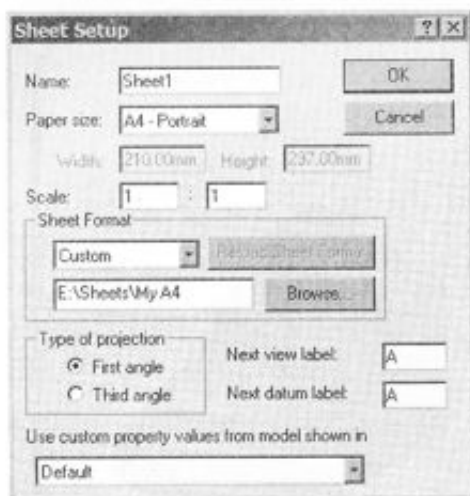 Sheet Setup
Name: Sheet1 OK
Paper size: A4 - Portrait Cancel
Width: 210.00mm Height: 297.00mm
Scale: 1 : 1
Sheet Format
Custom Sheet Format
E:\Sheets\My A4 Browse...
Type of projection
First angle
Third angle
Next view label: A
Next datum label: A
Use custom property values from model shown in
Default